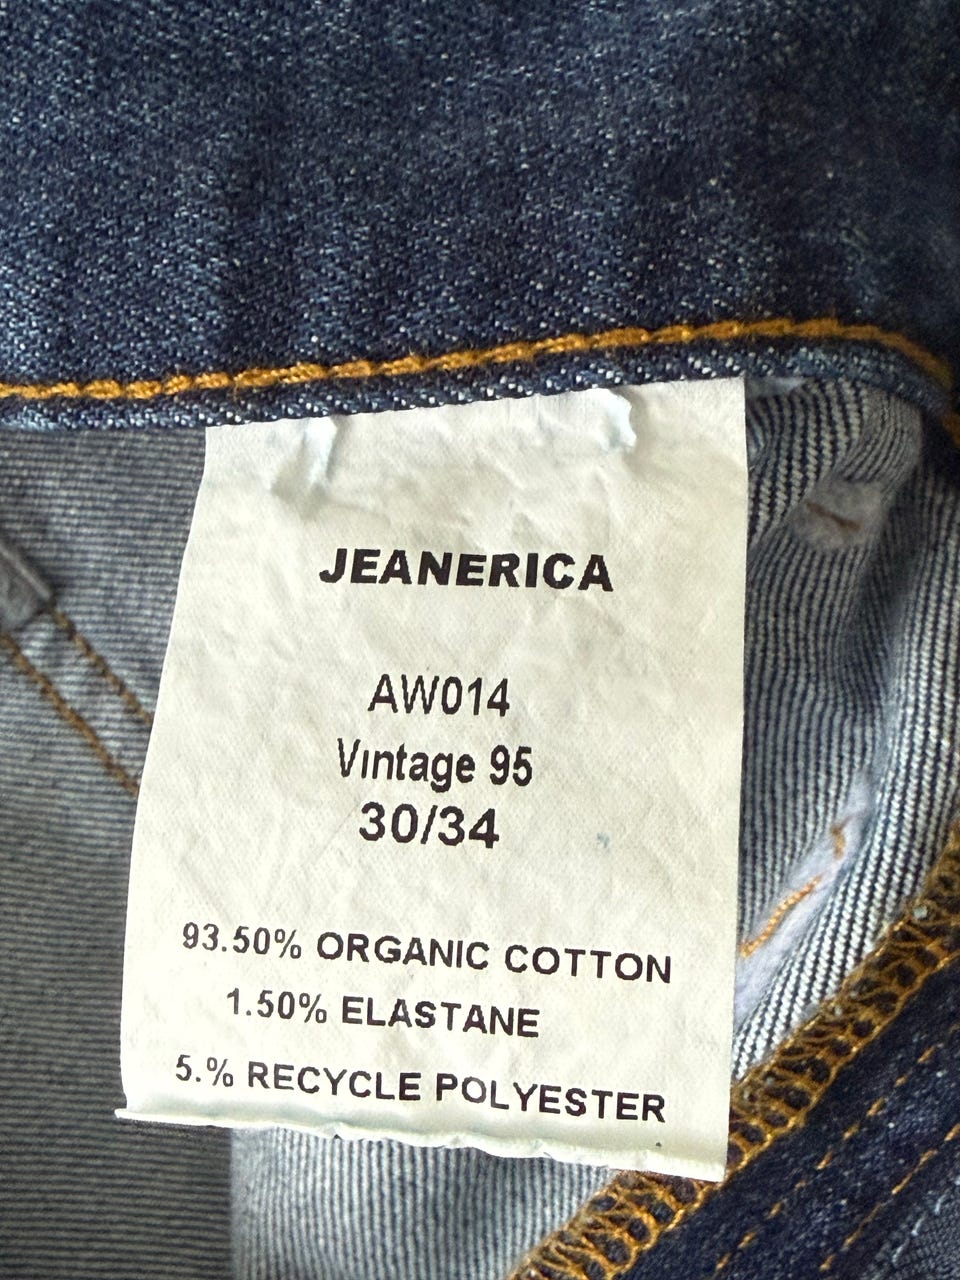 JEANERICA
AW014
Vintage 95
30/34
93.50% ORGANIC COTTON
1.50% ELASTANE
5.% RECYCLE POLYESTER